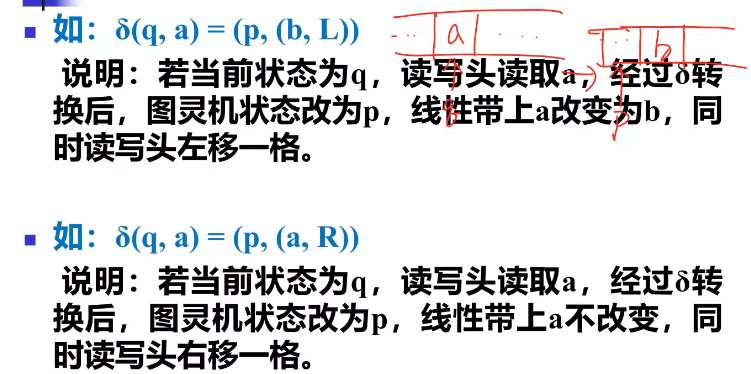 如：δ(q, a) = (p, (b, L))
a
b
说明：若当前状态为q，读写头读取a，经过δ转
换后，图灵机状态改为p，线性带上a改变为b，同
q
p
时读写头左移一格。
如：δ(q, a) = (p, (a, R))
说明：若当前状态为q，读写头读取a，经过δ转
换后，图灵机状态改为p，线性带上a不改变，同
时读写头右移一格。